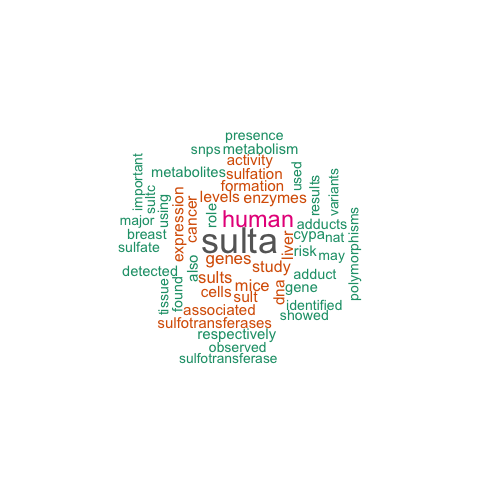 presence
snps metabolism
activity
metabolites sulfation
formation
used
important
sultc
levels enzymes
results
variants
major
using
expression
cancer
role
human
adducts
breast
sulta
cypa nat
sulfate
liver
risk may
polymorphisms
genes
also
study
detected
sults
adduct
tissue
found
cells
mice
sult
dna
gene
associated
identified
showed
sulfotransferases
respectively
observed
sulfotransferase